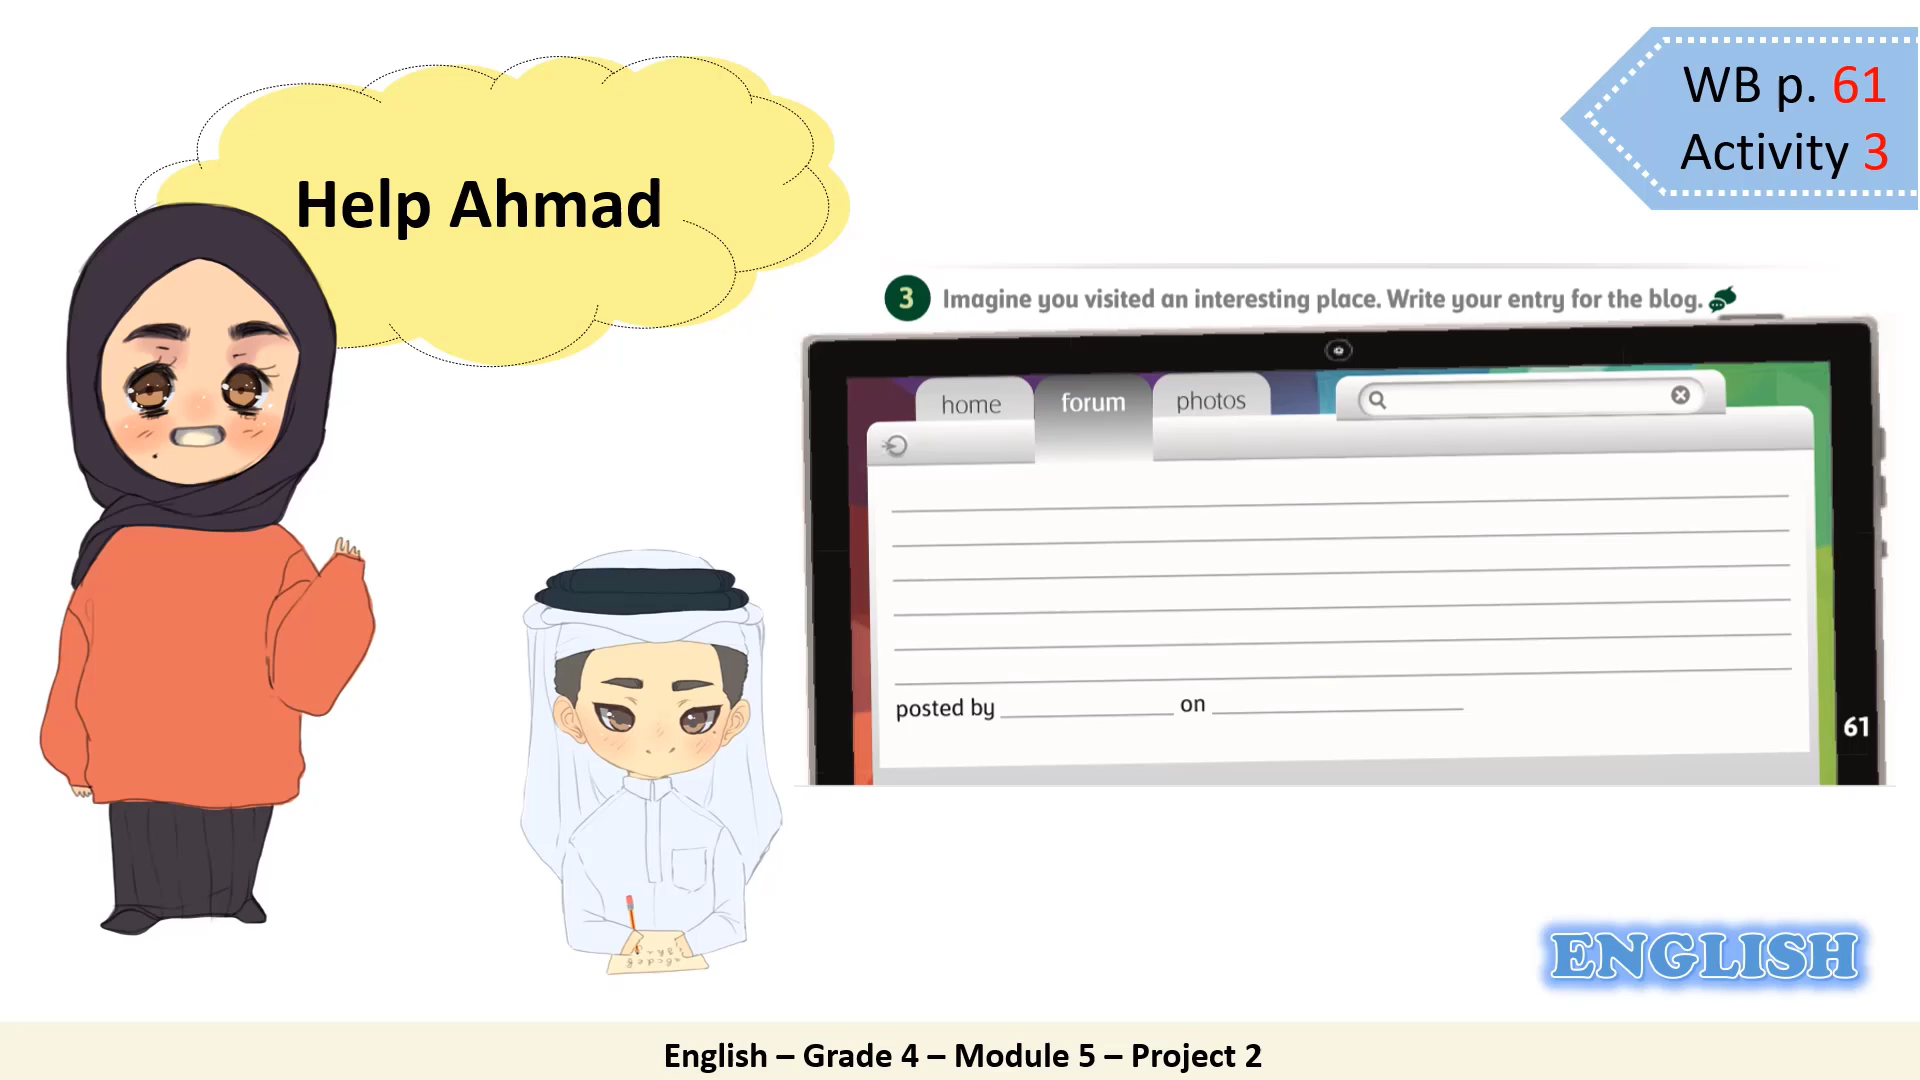 Help Ahmad
WB p. 61
Activity 3
3 Imagine you visited an interesting place. Write your entry for the blog.
home forum photos
posted by on
61
ENGLISH
English – Grade 4 – Module 5 – Project 2